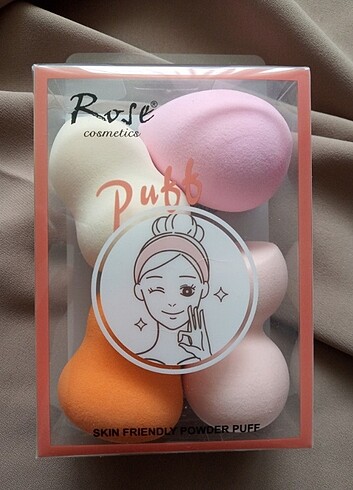 Rose®
cosmetics
Puff
SKIN FRIENDLY POWDER PUFF